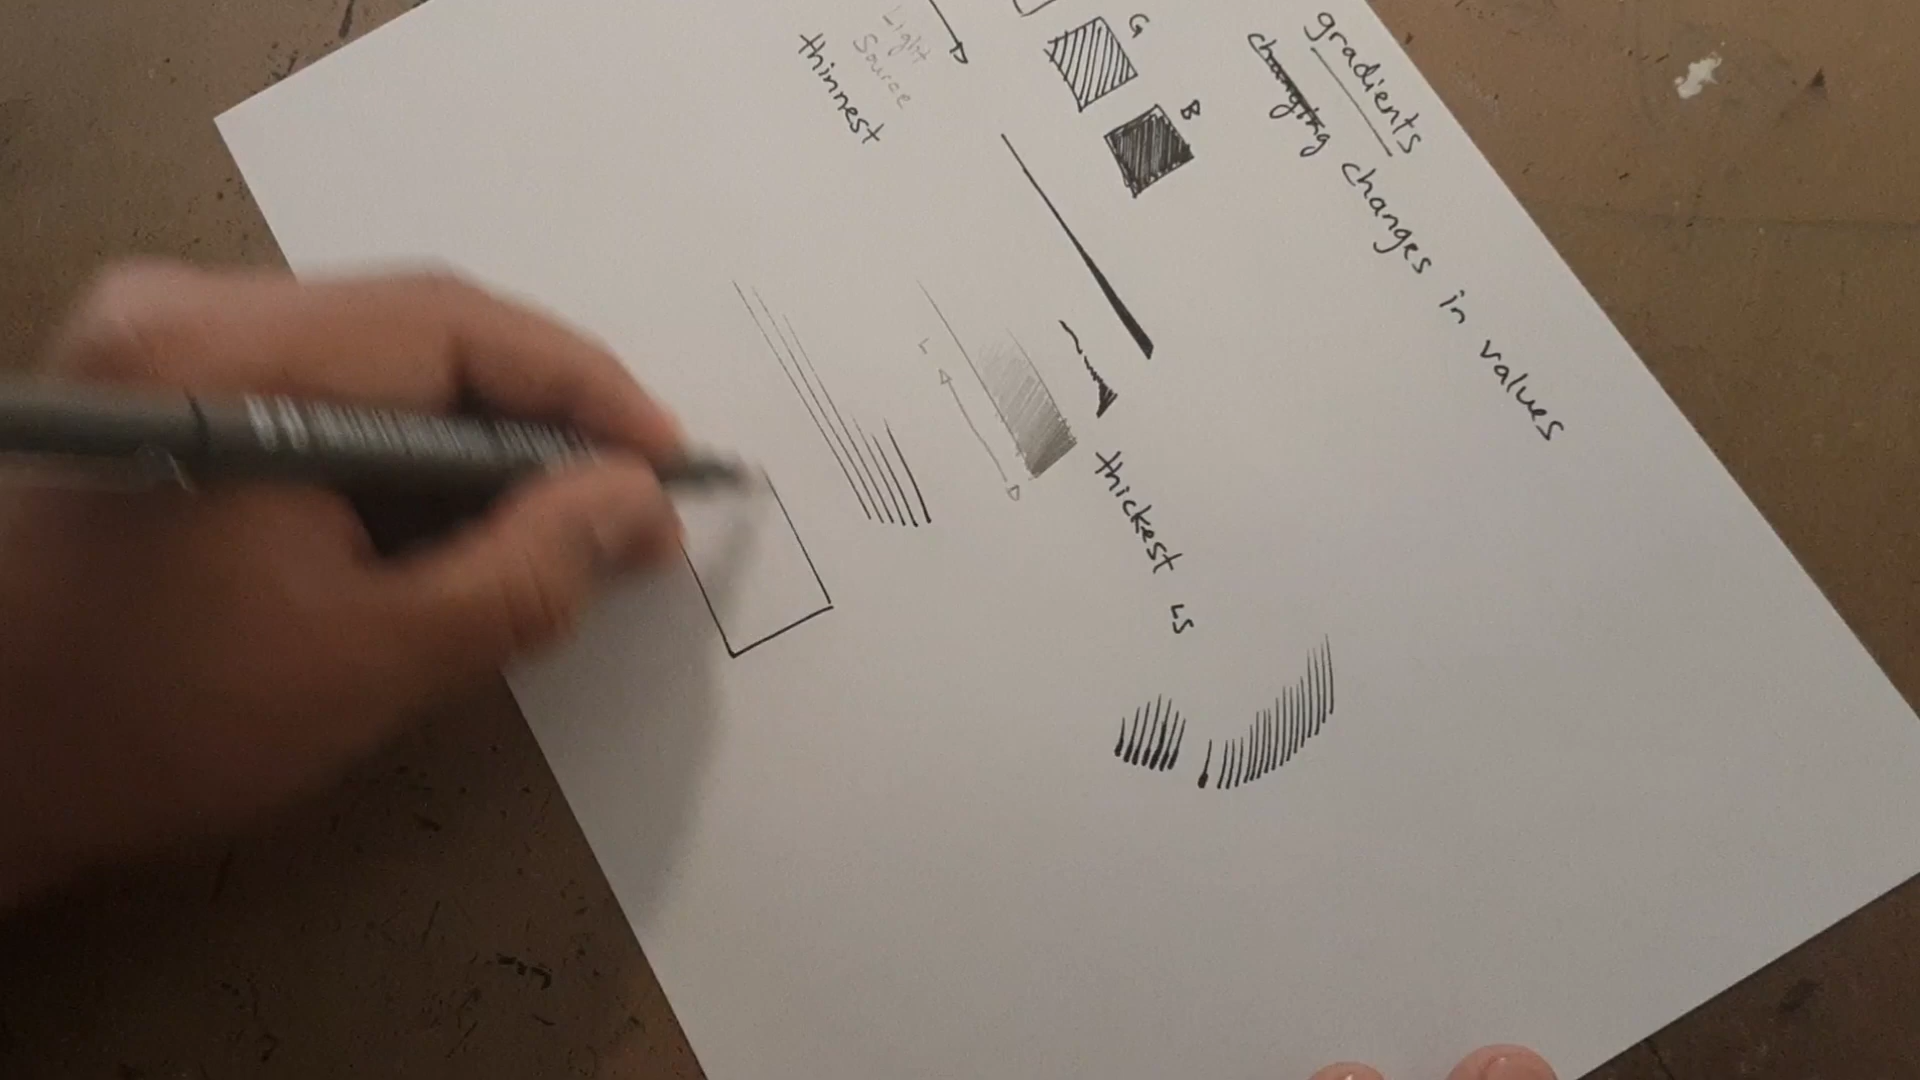 gradients
changing changes in values
G
B
Light
Source
thinnest
L
D
thickest
LS